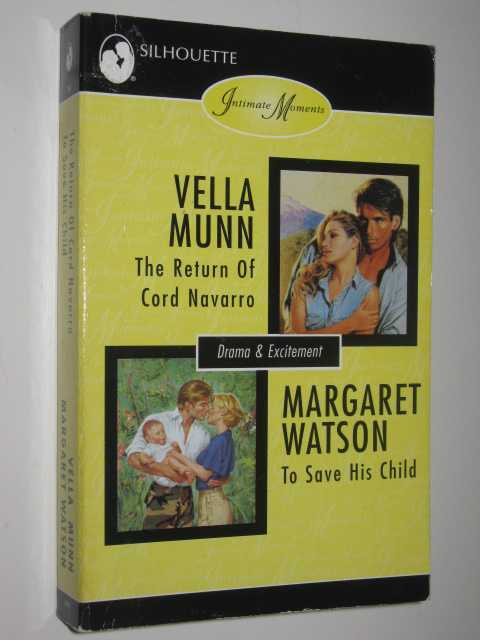 SILHOUETTE
Intimate Moments
VELLA
MUNN
The Return Of
Cord Navarro
Drama & Excitement
MARGARET
WATSON
To Save His Child
The Return Of Cord Navarro
To Save His Child
VELLA MUNN
MARGARET WATSON